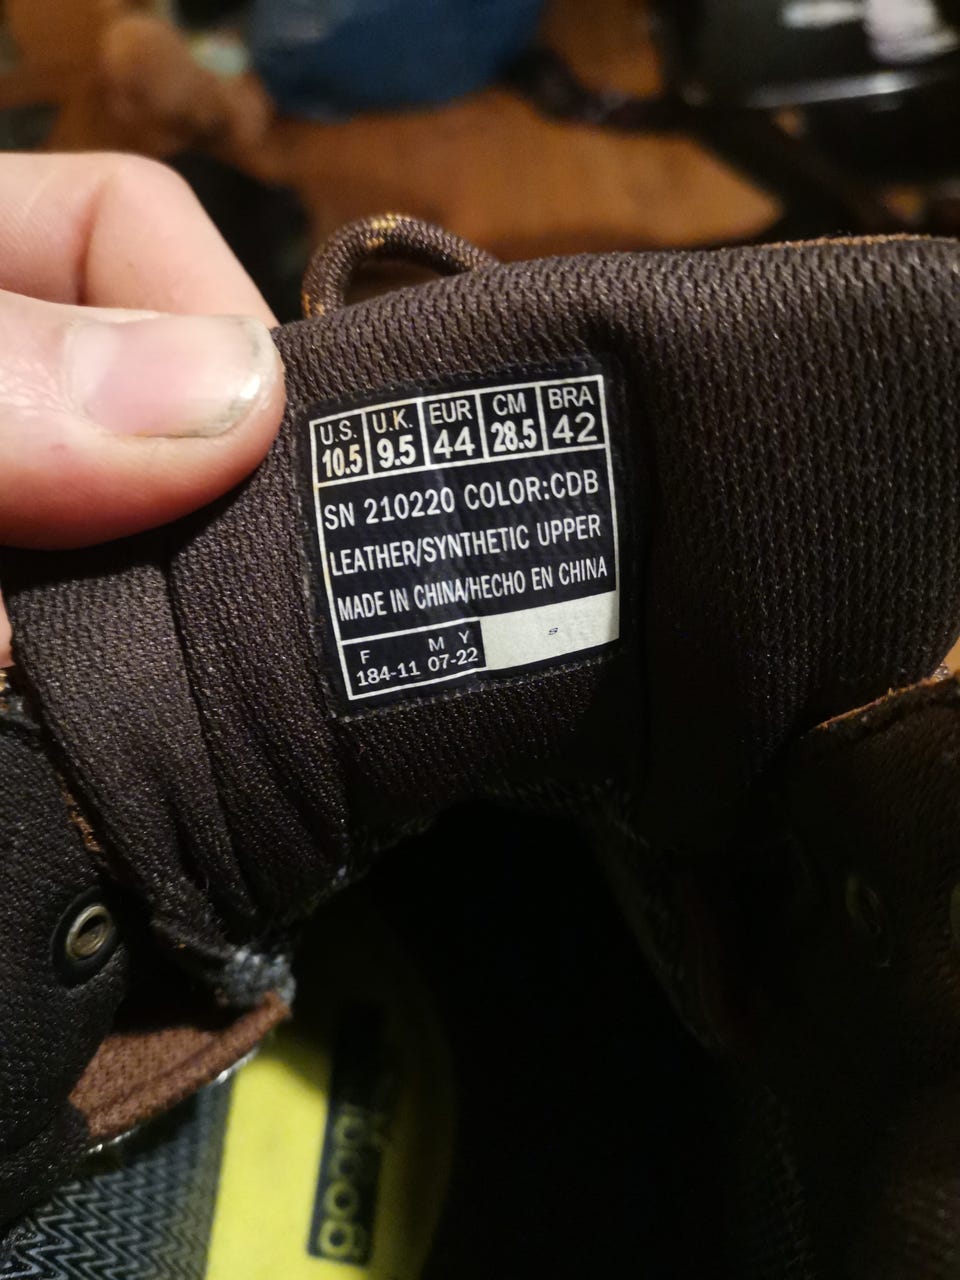 U.S. U.K. EUR CM BRA
10.5 9.5 44 28.5 42
SN 210220 COLOR:CDB
LEATHER/SYNTHETIC UPPER
MADE IN CHINA/HECHO EN CHINA
F M Y
184-11 07-22
S